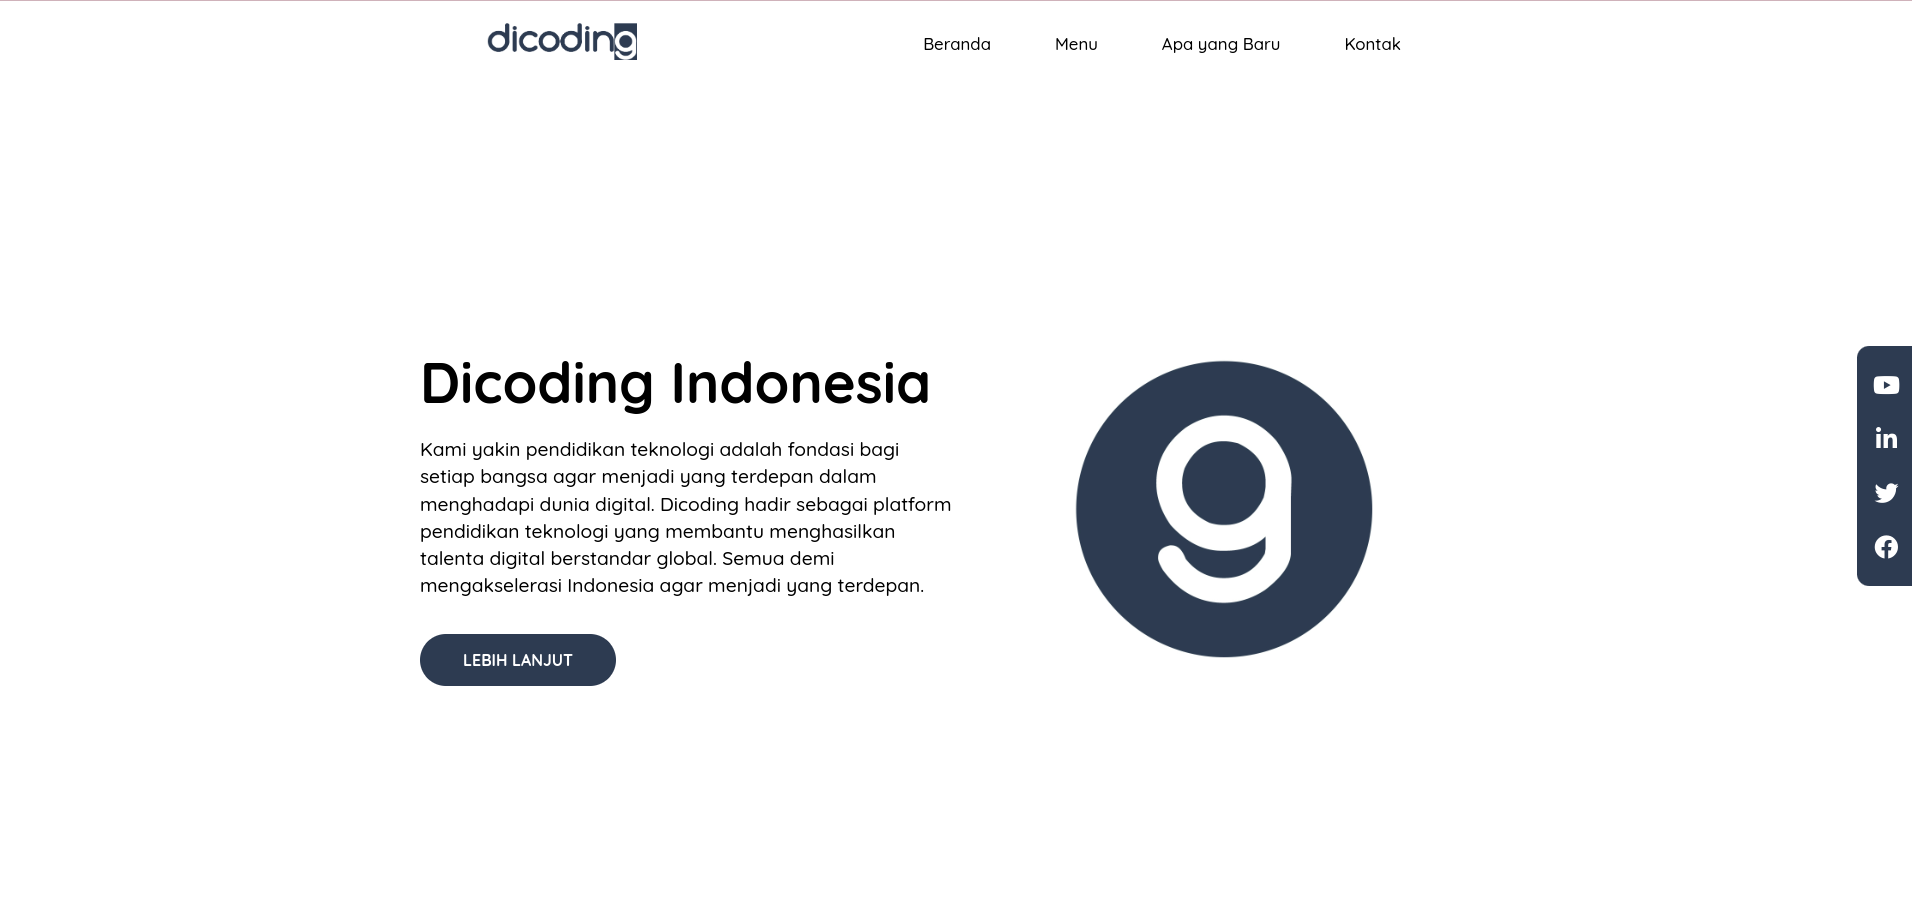 dicoding
Beranda
Menu
Apa yang Baru
Kontak
Dicoding Indonesia
Kami yakin pendidikan teknologi adalah fondasi bagi
setiap bangsa agar menjadi yang terdepan dalam
menghadapi dunia digital. Dicoding hadir sebagai platform
pendidikan teknologi yang membantu menghasilkan
talenta digital berstandar global. Semua demi
mengakselerasi Indonesia agar menjadi yang terdepan.
LEBIH LANJUT
g
in